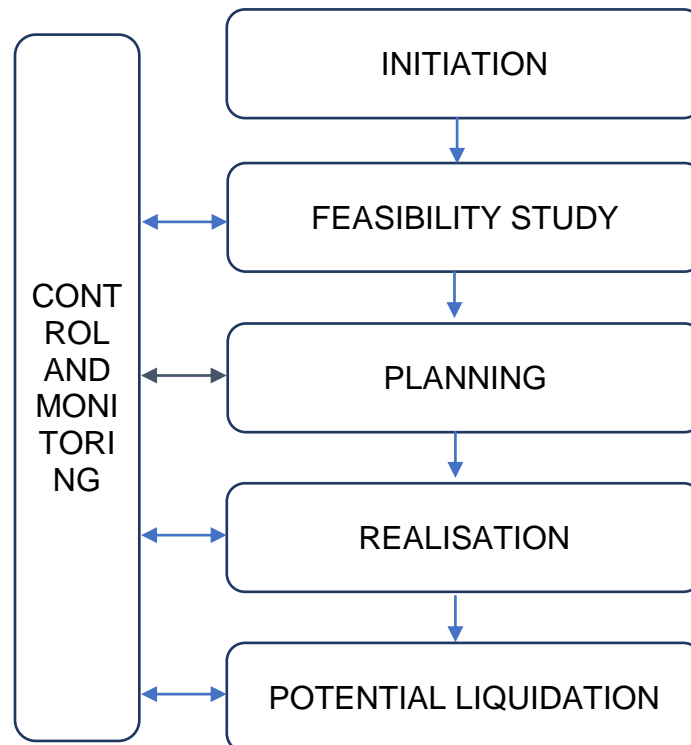 INITIATION
FEASIBILITY STUDY
CONT
ROL
AND
MONI
TORI
NG
PLANNING
REALISATION
POTENTIAL LIQUIDATION